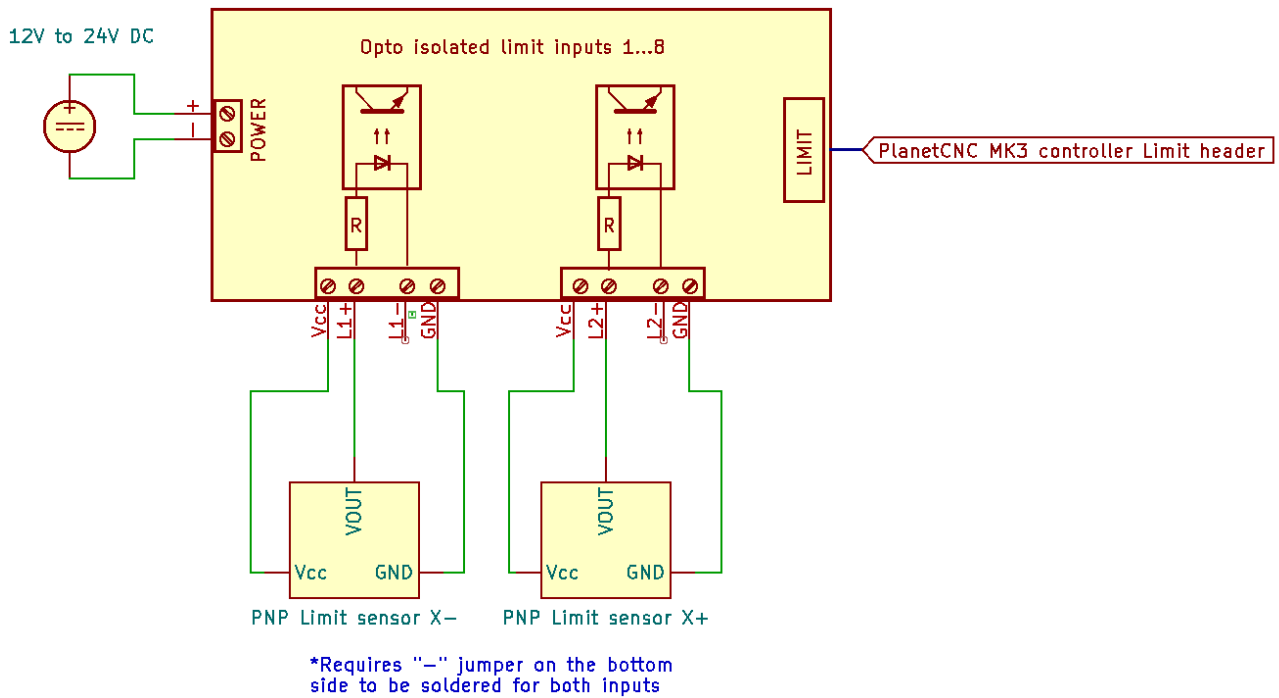 12V to 24V DC
Opto isolated limit inputs 1...8
+
+
-
POWER
LIMIT
PlanetCNC MK3 controller Limit header
R
R
Vcc
L1+
L1-
GND
Vcc
L2+
L2-
GND
VOUT
Vcc
GND
VOUT
Vcc
GND
PNP Limit sensor X-
PNP Limit sensor X+
*Requires "-" jumper on the bottom
side to be soldered for both inputs